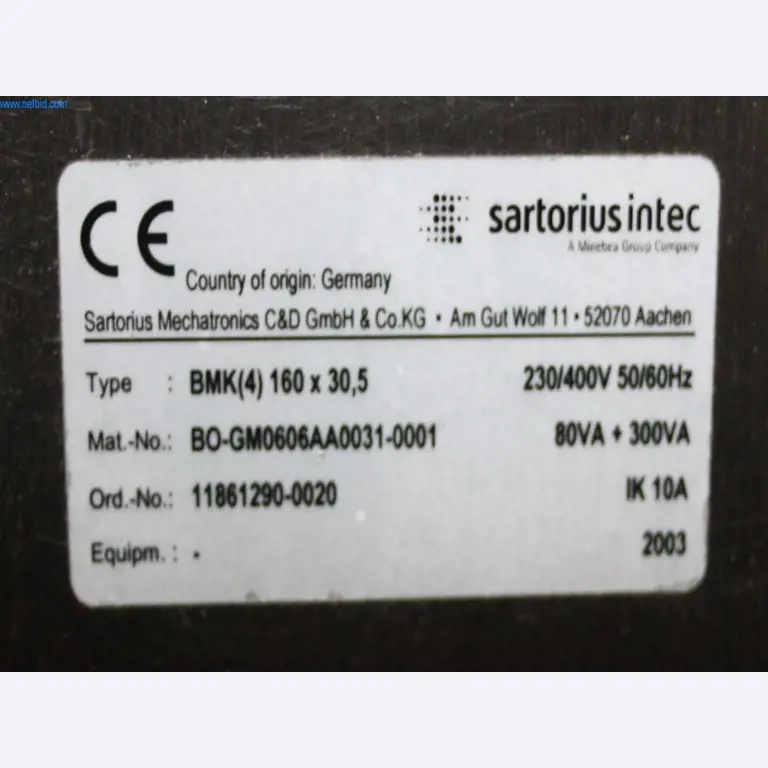 www.nelbid.com
CE
sartorius intec
A Minebea Group Company
Country of origin: Germany
Sartorius Mechatronics C&D GmbH & Co.KG • Am Gut Wolf 11 • 52070 Aachen
Type : BMK(4) 160 x 30,5 230/400V 50/60Hz
Mat.-No.: BO-GM0606AA0031-0001 80VA + 300VA
Ord.-No.: 11861290-0020 IK 10A
Equipm. : - 2003